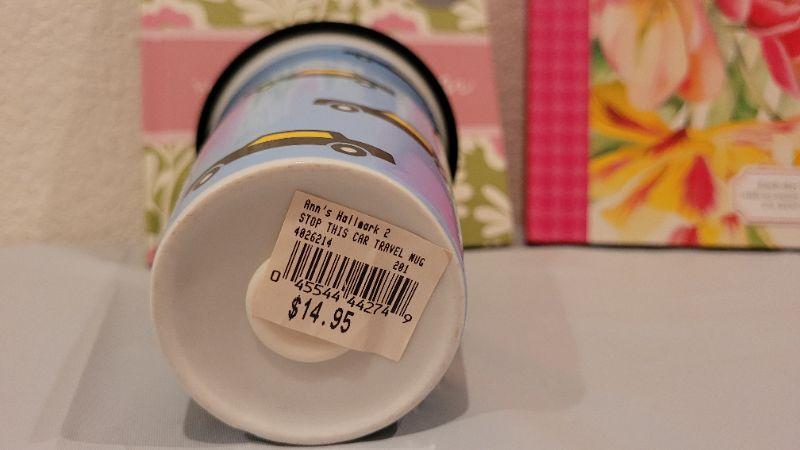 Ann's Hallmark 2
STOP THIS CAR TRAVEL MUG
4026214
201
0 45544 44274 9
$14.95